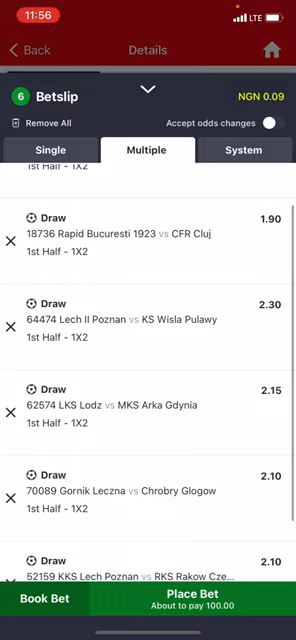 11:56
LTE
Back
Details
6 Betslip
NGN 0.09
Remove All
Accept odds changes
Single
Multiple
System
1st Half - 1X2
Draw
1.90
18736 Rapid Bucuresti 1923 vs CFR Cluj
1st Half - 1X2
Draw
2.30
64474 Lech II Poznan vs KS Wisla Pulawy
1st Half - 1X2
Draw
2.15
62574 LKS Lodz vs MKS Arka Gdynia
1st Half - 1X2
Draw
2.10
70089 Gornik Leczna vs Chrobry Glogow
1st Half - 1X2
Draw
2.10
52159 KKS Lech Poznan vs RKS Rakow Cze...
Book Bet
Place Bet
About to pay 100.00